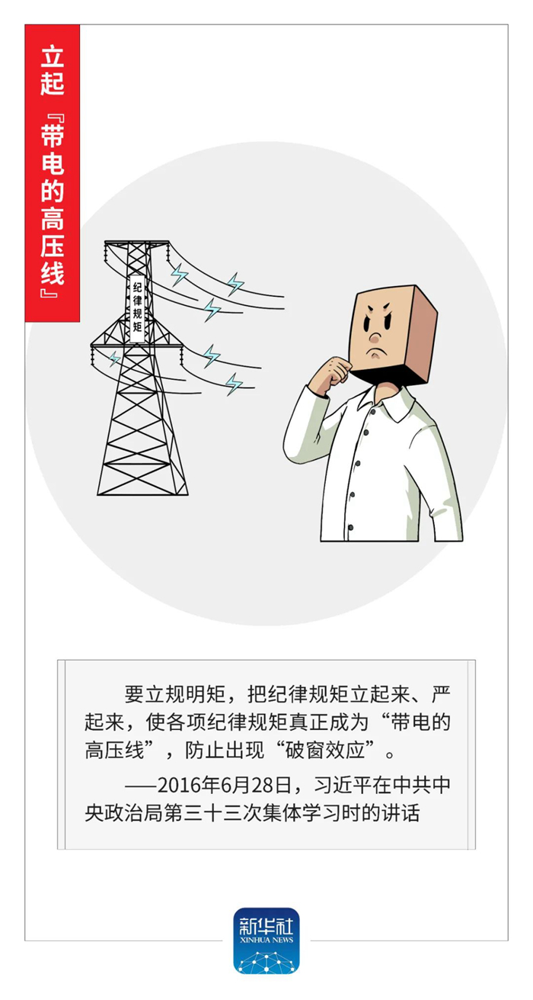 立起『带电的高压线』
纪律规矩
要立规明矩，把纪律规矩立起来、严
起来，使各项纪律规矩真正成为“带电的
高压线”，防止出现“破窗效应”。
——2016年6月28日，习近平在中共中
央政治局第三十三次集体学习时的讲话
新华社
XINHUA NEWS